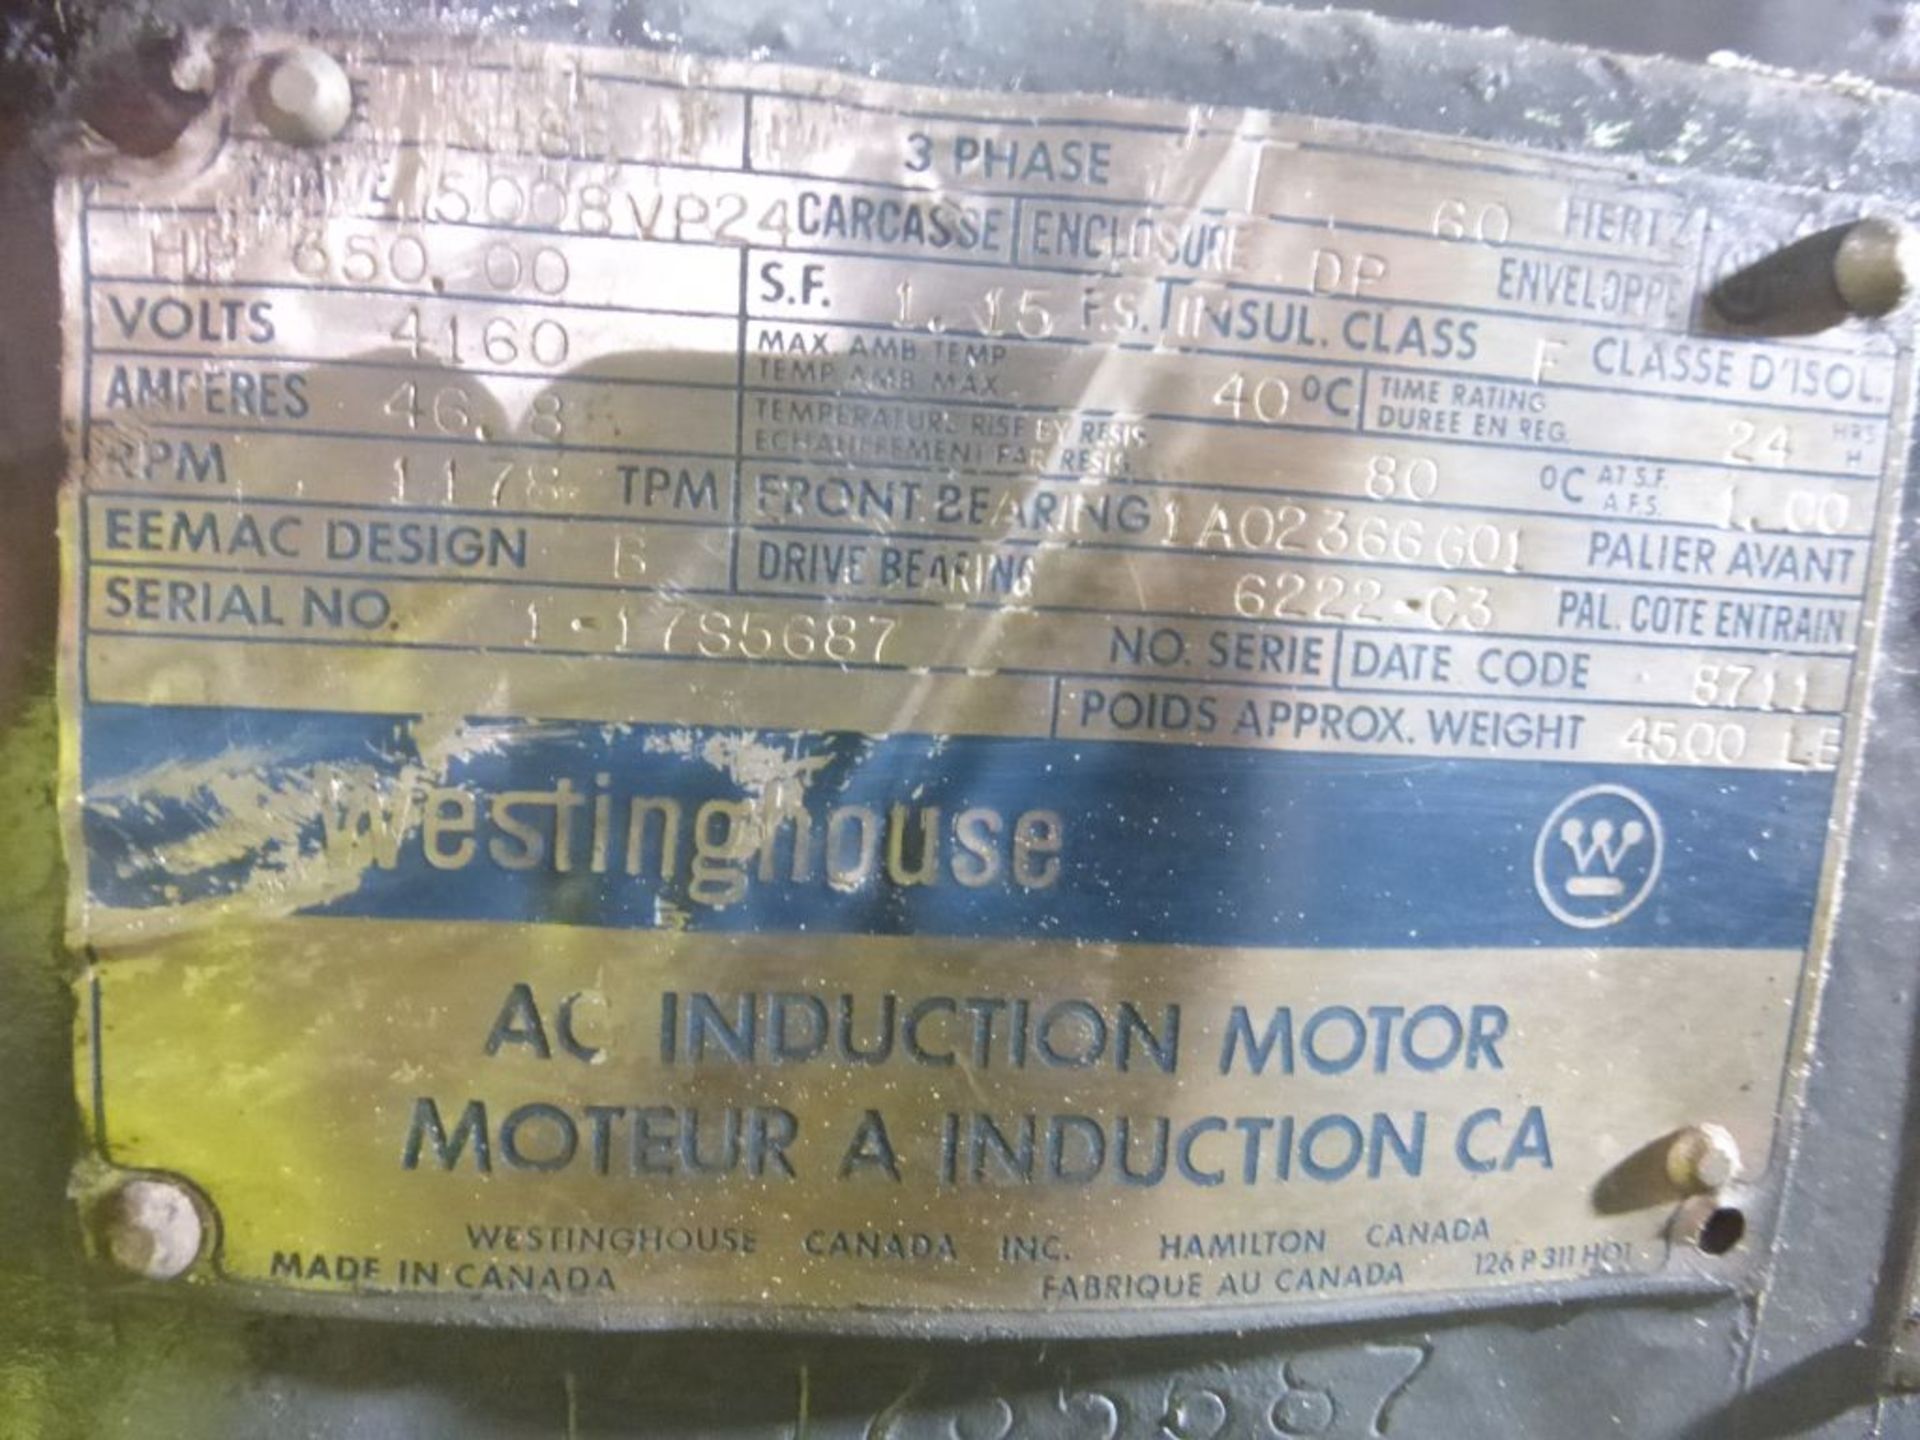 3 PHASE 60 HERTZ
5008VP24 CARCASSE ENCLOSURE DP ENVELOPPE
HP 650.00 S.F. 1.15 F.S. INSUL. CLASS F CLASSE D'ISOL.
VOLTS 4160 MAX. AMB TEMP
TEMP. AMB MAX. 40 °C TIME RATING
DUREE EN REG. 24 HRS
H
AMPERES 46.8 TEMPERATURE RISE BY RESIS.
ECHAUFFEMENT PAR RESIS. 80 °C AT S.F.
A F.S. 1.00
RPM 1178 TPM FRONT BEARING 1A02366G01 PALIER AVANT
EEMAC DESIGN B DRIVE BEARING 6222-C3 PAL. COTE ENTRAIN
SERIAL NO. 1-17S5687 NO. SERIE DATE CODE 8711
POIDS APPROX. WEIGHT 4500 LB
Westinghouse W
AC INDUCTION MOTOR
MOTEUR A INDUCTION CA
WESTINGHOUSE CANADA INC. HAMILTON CANADA
MADE IN CANADA FABRIQUE AU CANADA 126 P 311 H01